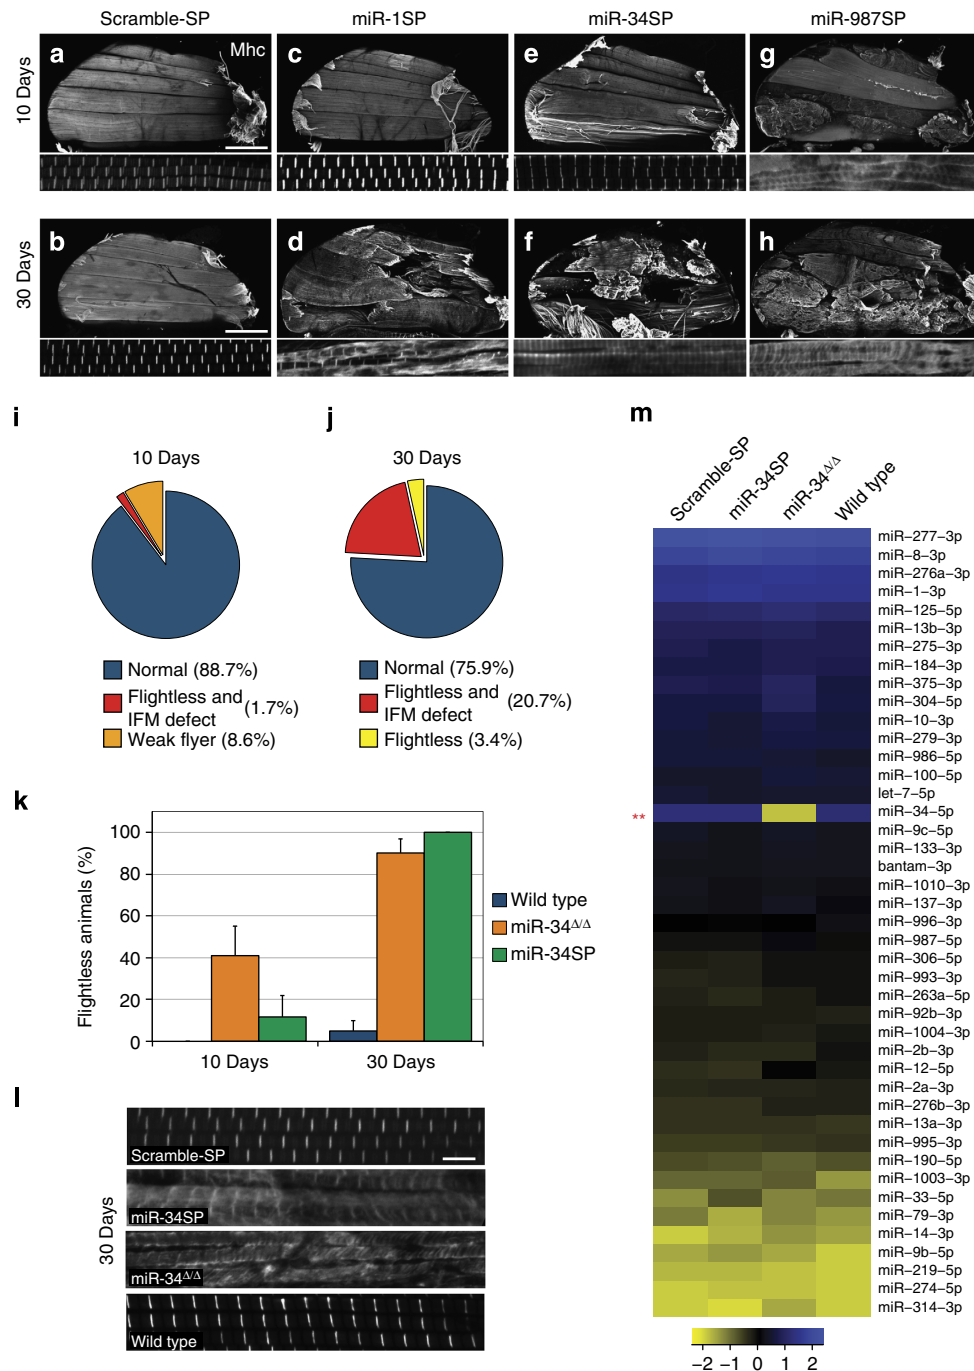 Scramble-SP miR-1SP miR-34SP miR-987SP
10 Days
a Mhc c e g
30 Days
b d f h
i j
10 Days 30 Days
Normal (88.7%)
Flightless and
IFM defect (1.7%)
Weak flyer (8.6%)
Normal (75.9%)
Flightless and
IFM defect (20.7%)
Flightless (3.4%)
k
Flightless animals (%)
100
80
60
40
20
0
10 Days 30 Days
Wild type
miR-34Δ/Δ
miR-34SP
l
30 Days
Scramble-SP
miR-34SP
miR-34Δ/Δ
Wild type
m
Scramble-SP
miR-34SP
miR-34Δ/Δ
Wild type
miR-277-3p
miR-8-3p
miR-276a-3p
miR-1-3p
miR-125-5p
miR-13b-3p
miR-275-3p
miR-184-3p
miR-375-3p
miR-304-5p
miR-10-3p
miR-279-3p
miR-986-5p
miR-100-5p
let-7-5p
** miR-34-5p
miR-9c-5p
miR-133-3p
bantam-3p
miR-1010-3p
miR-137-3p
miR-996-3p
miR-987-5p
miR-306-5p
miR-993-3p
miR-263a-5p
miR-92b-3p
miR-1004-3p
miR-2b-3p
miR-12-5p
miR-2a-3p
miR-276b-3p
miR-13a-3p
miR-995-3p
miR-190-5p
miR-1003-3p
miR-33-5p
miR-79-3p
miR-14-3p
miR-9b-5p
miR-219-5p
miR-274-5p
miR-314-3p
−2 −1 0 1 2